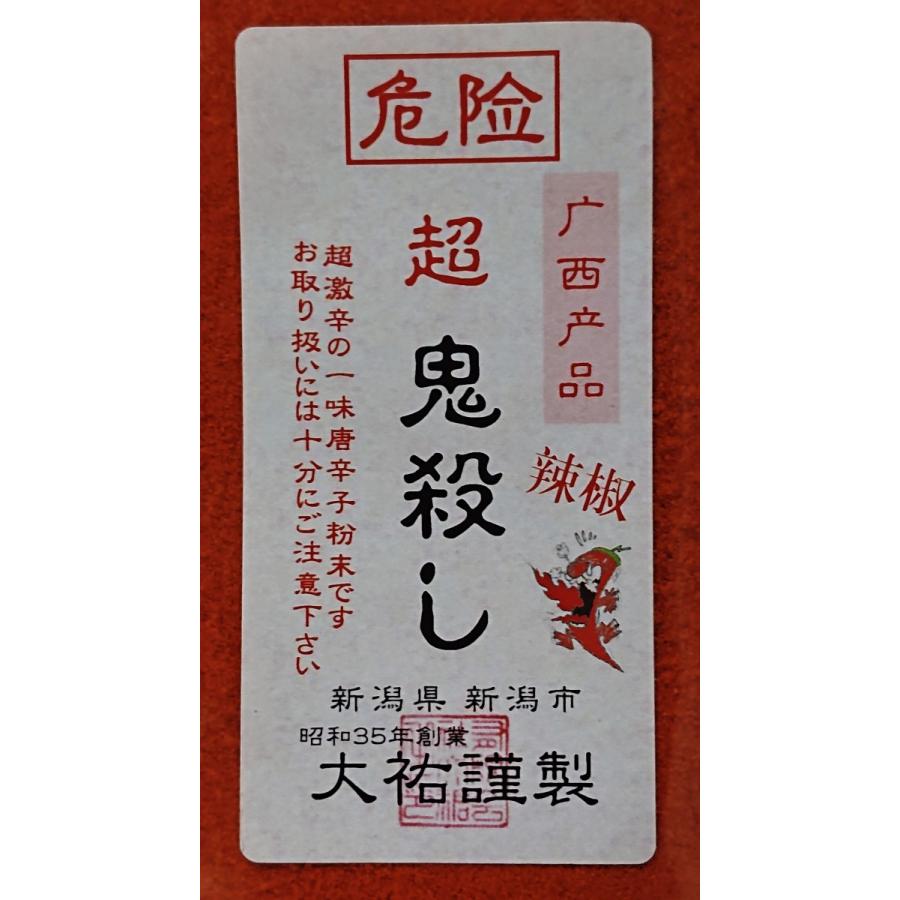 危险
广西产品
辣椒
超
鬼殺し
超激辛の一味唐辛子粉末です
お取り扱いには十分にご注意下さい
新潟県 新潟市
昭和35年創業
大祐謹製